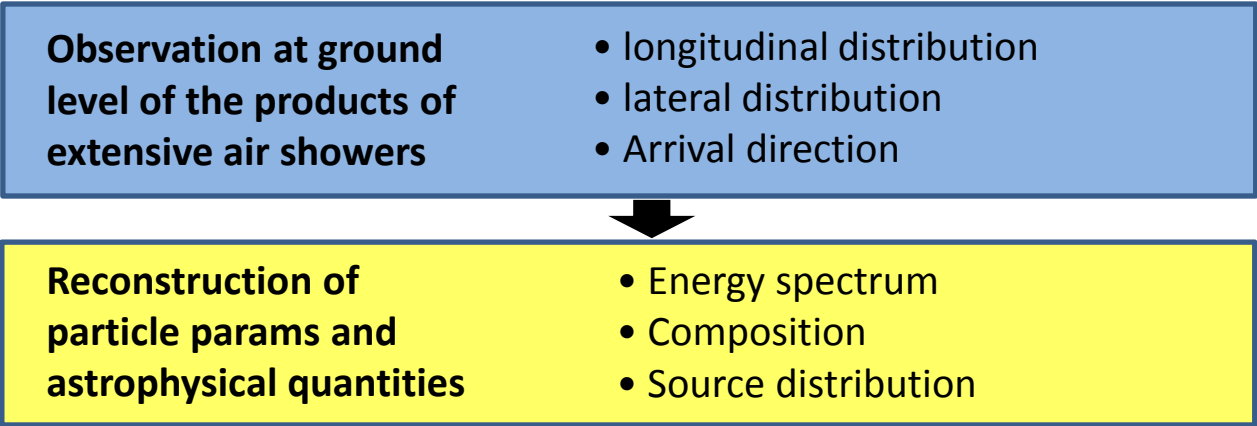 Observation at ground
level of the products of
extensive air showers
• longitudinal distribution
• lateral distribution
• Arrival direction
Reconstruction of
particle params and
astrophysical quantities
• Energy spectrum
• Composition
• Source distribution